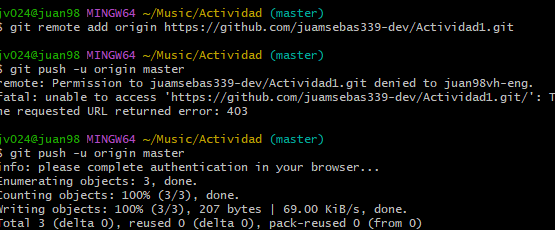 jv024@juan98 MINGW64 ~/Music/Actividad (master)
$ git remote add origin https://github.com/juamsebas339-dev/Actividad1.git
jv024@juan98 MINGW64 ~/Music/Actividad (master)
$ git push -u origin master
remote: Permission to juamsebas339-dev/Actividad1.git denied to juan98vh-eng.
fatal: unable to access 'https://github.com/juamsebas339-dev/Actividad1.git/': T
he requested URL returned error: 403
jv024@juan98 MINGW64 ~/Music/Actividad (master)
$ git push -u origin master
info: please complete authentication in your browser...
Enumerating objects: 3, done.
Counting objects: 100% (3/3), done.
Writing objects: 100% (3/3), 207 bytes | 69.00 KiB/s, done.
Total 3 (delta 0), reused 0 (delta 0), pack-reused 0 (from 0)